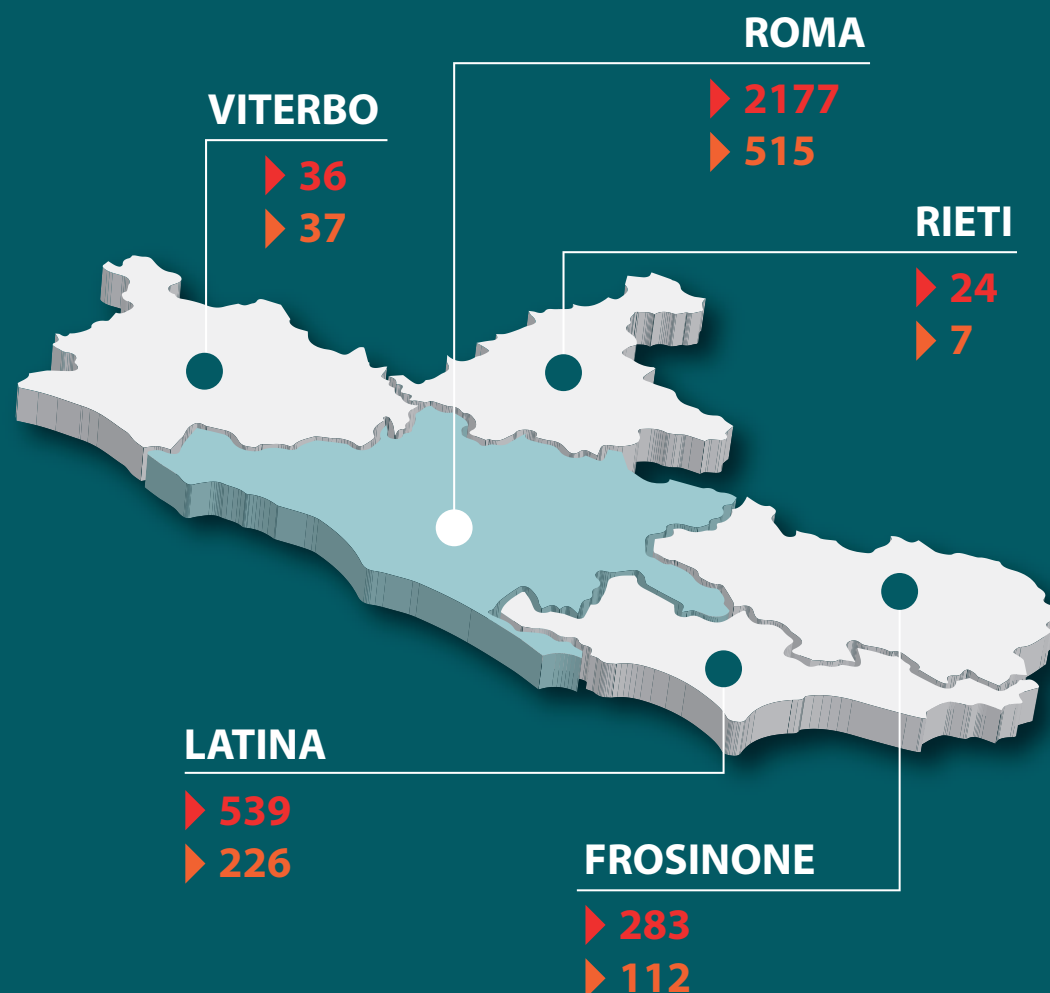 ROMA
2177
515
VITERBO
36
37
RIETI
24
7
LATINA
539
226
FROSINONE
283
112